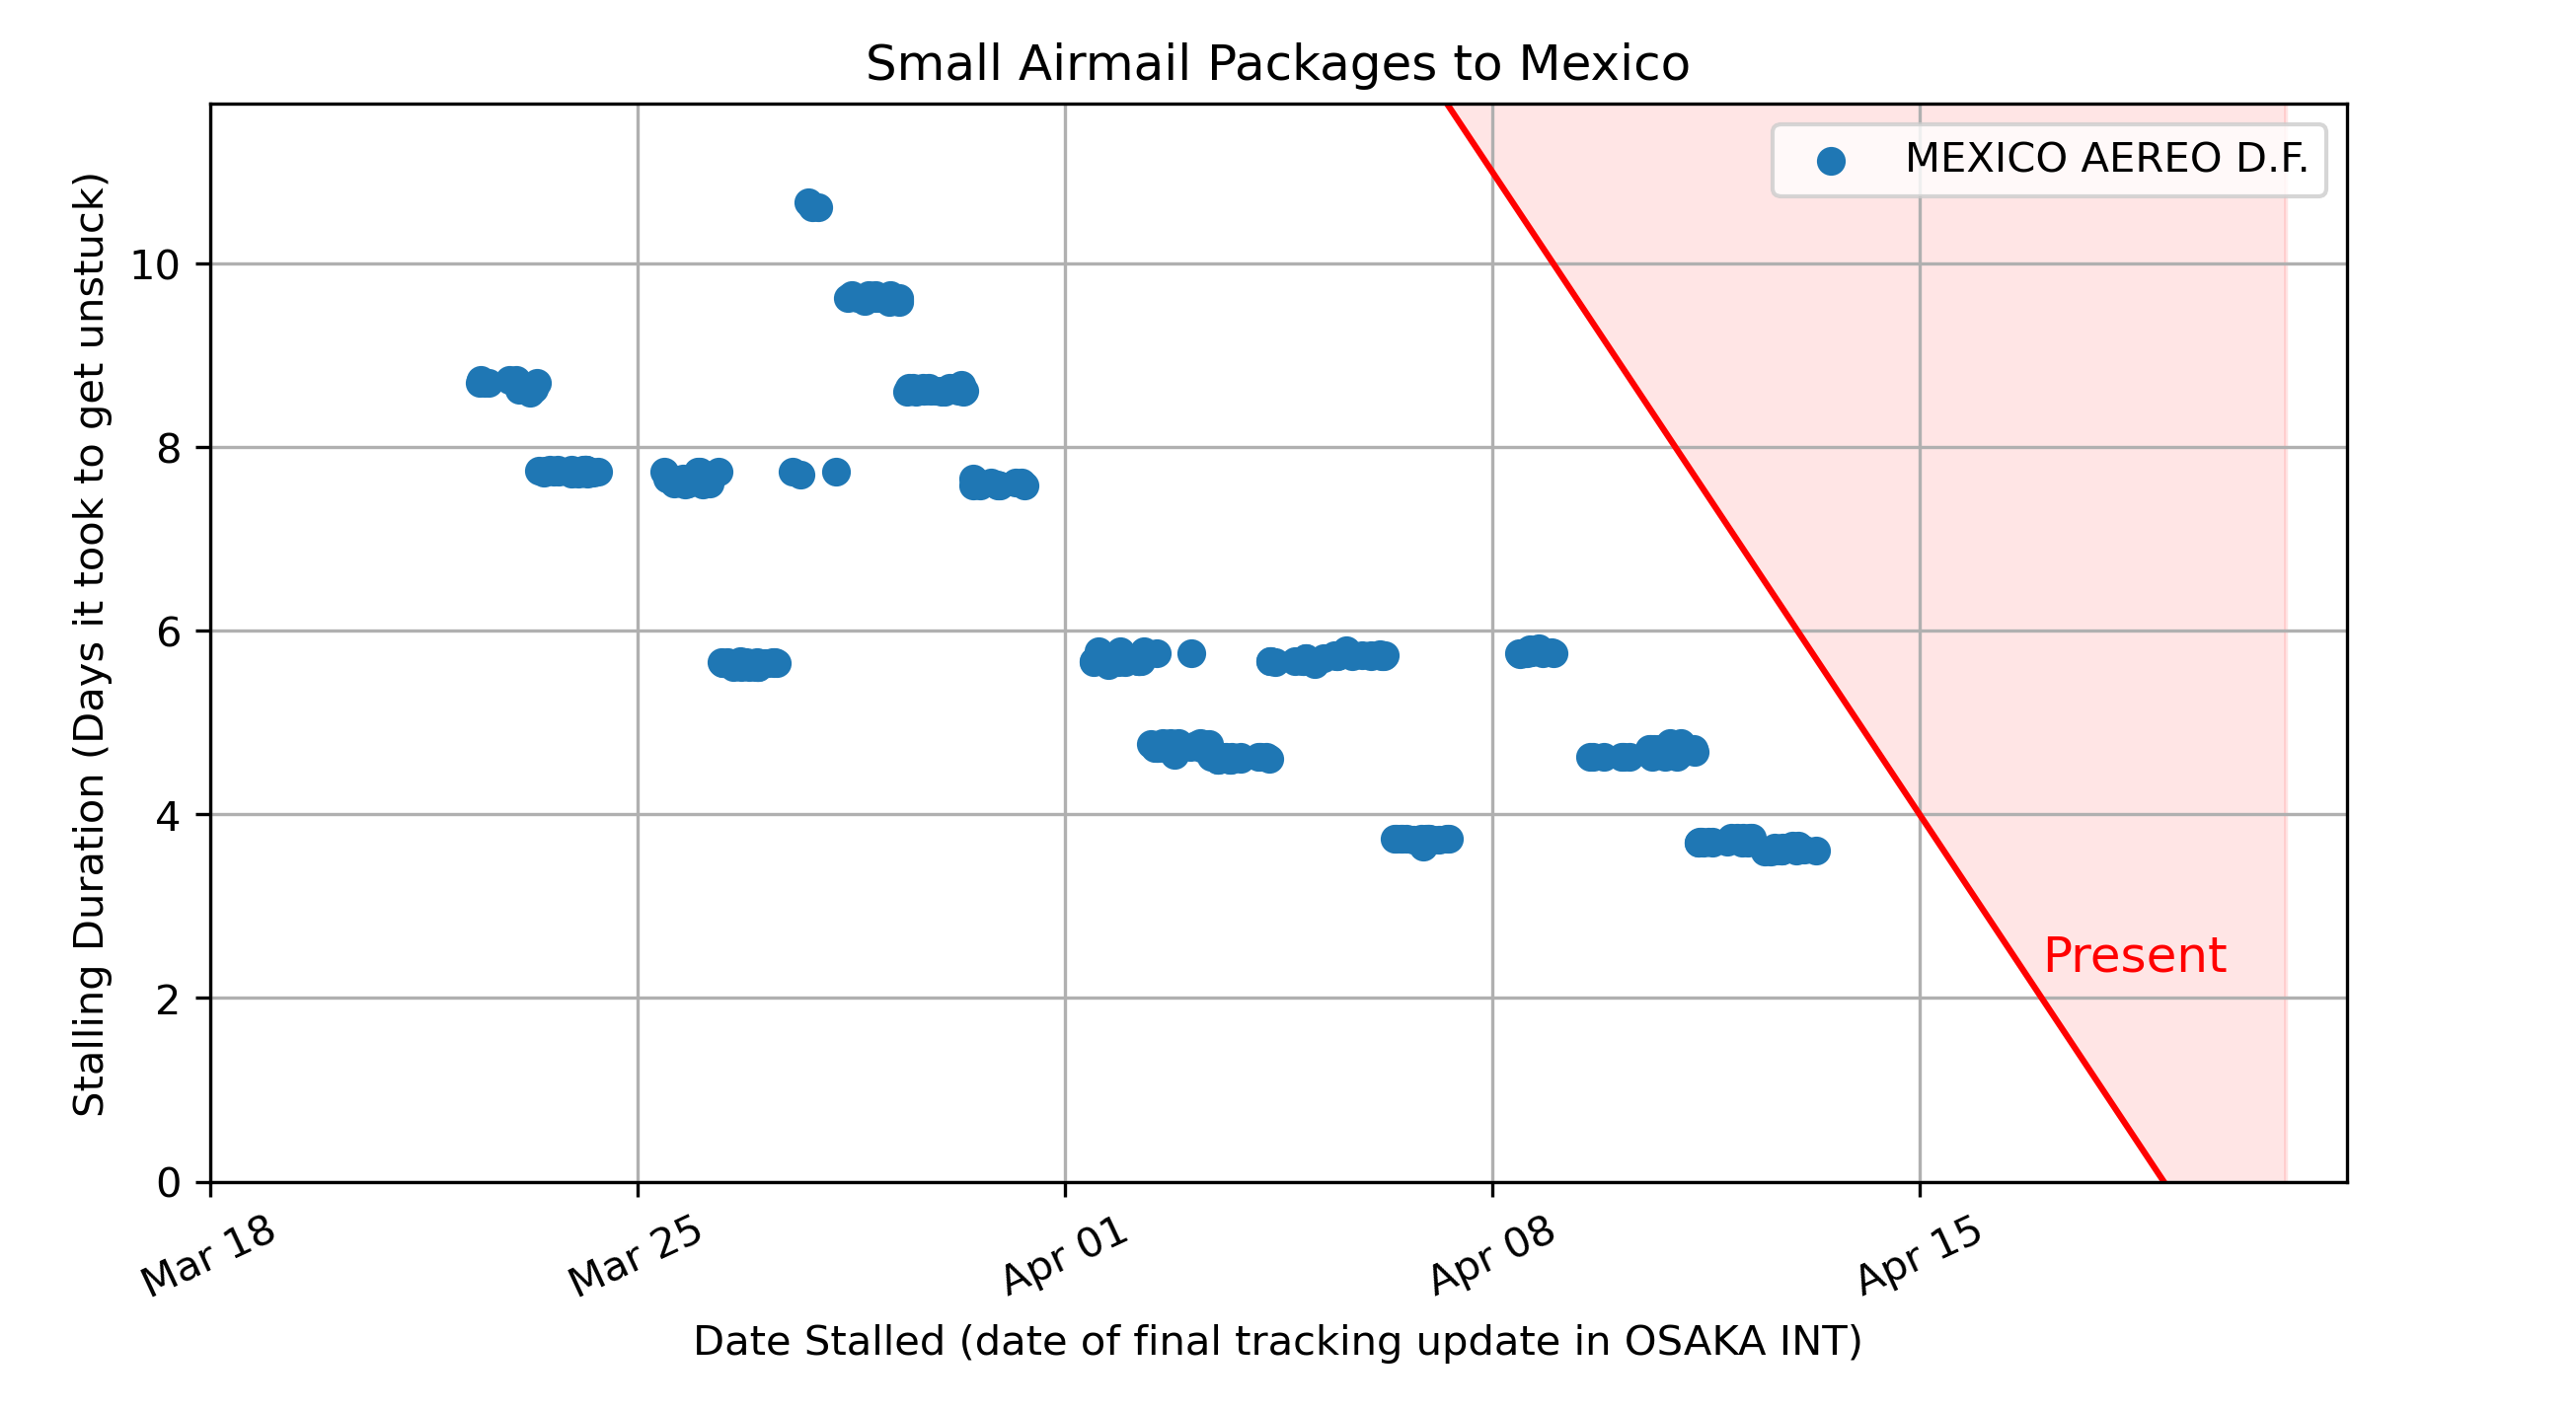 Small Airmail Packages to Mexico
MEXICO AEREO D.F.
Stalling Duration (Days it took to get unstuck)
10
8
6
4
2
0
Present
Mar 18
Mar 25
Apr 01
Apr 08
Apr 15
Date Stalled (date of final tracking update in OSAKA INT)